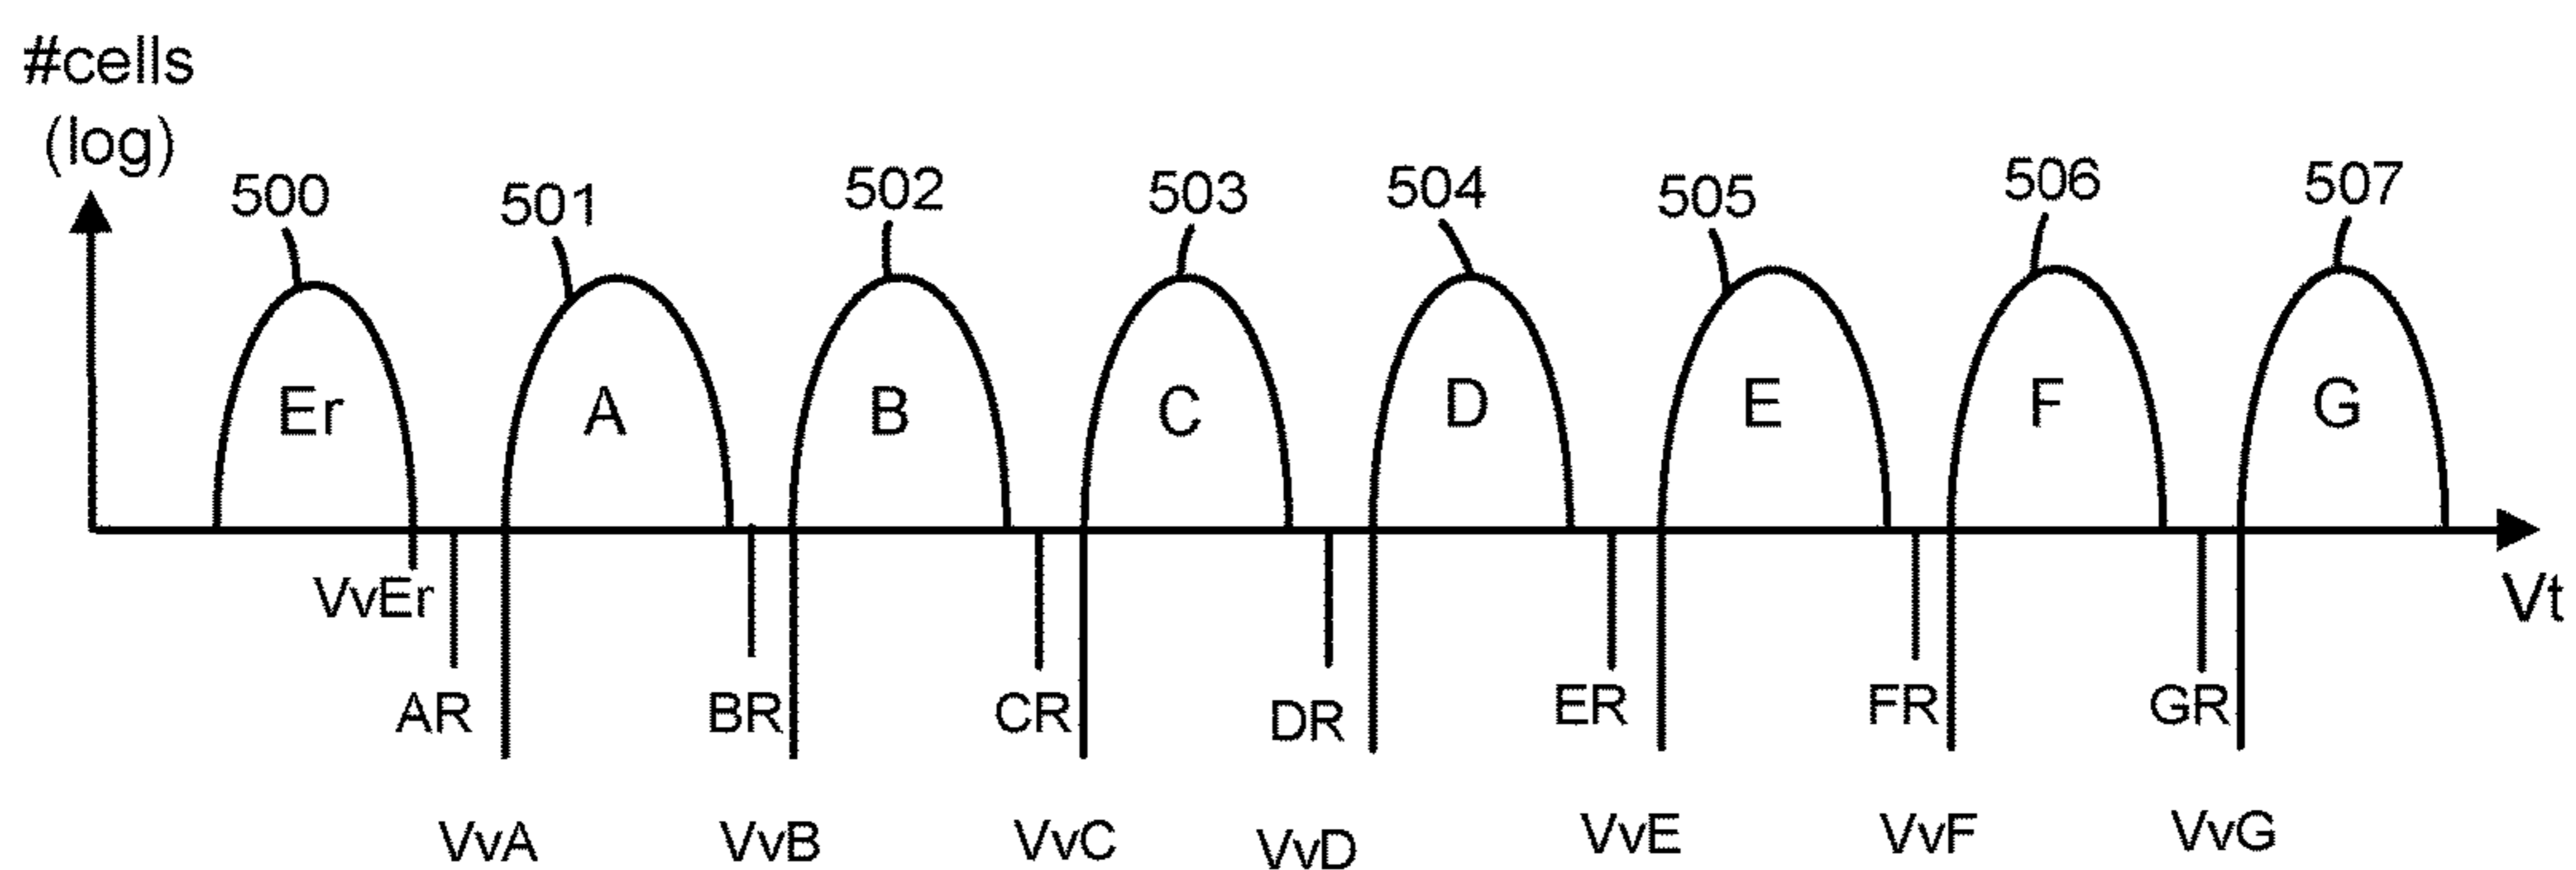 #cells
(log)
500 501 502 503 504 505 506 507
Er A B C D E F G
VvEr
Vt
AR BR CR DR ER FR GR
VvA VvB VvC VvD VvE VvF VvG